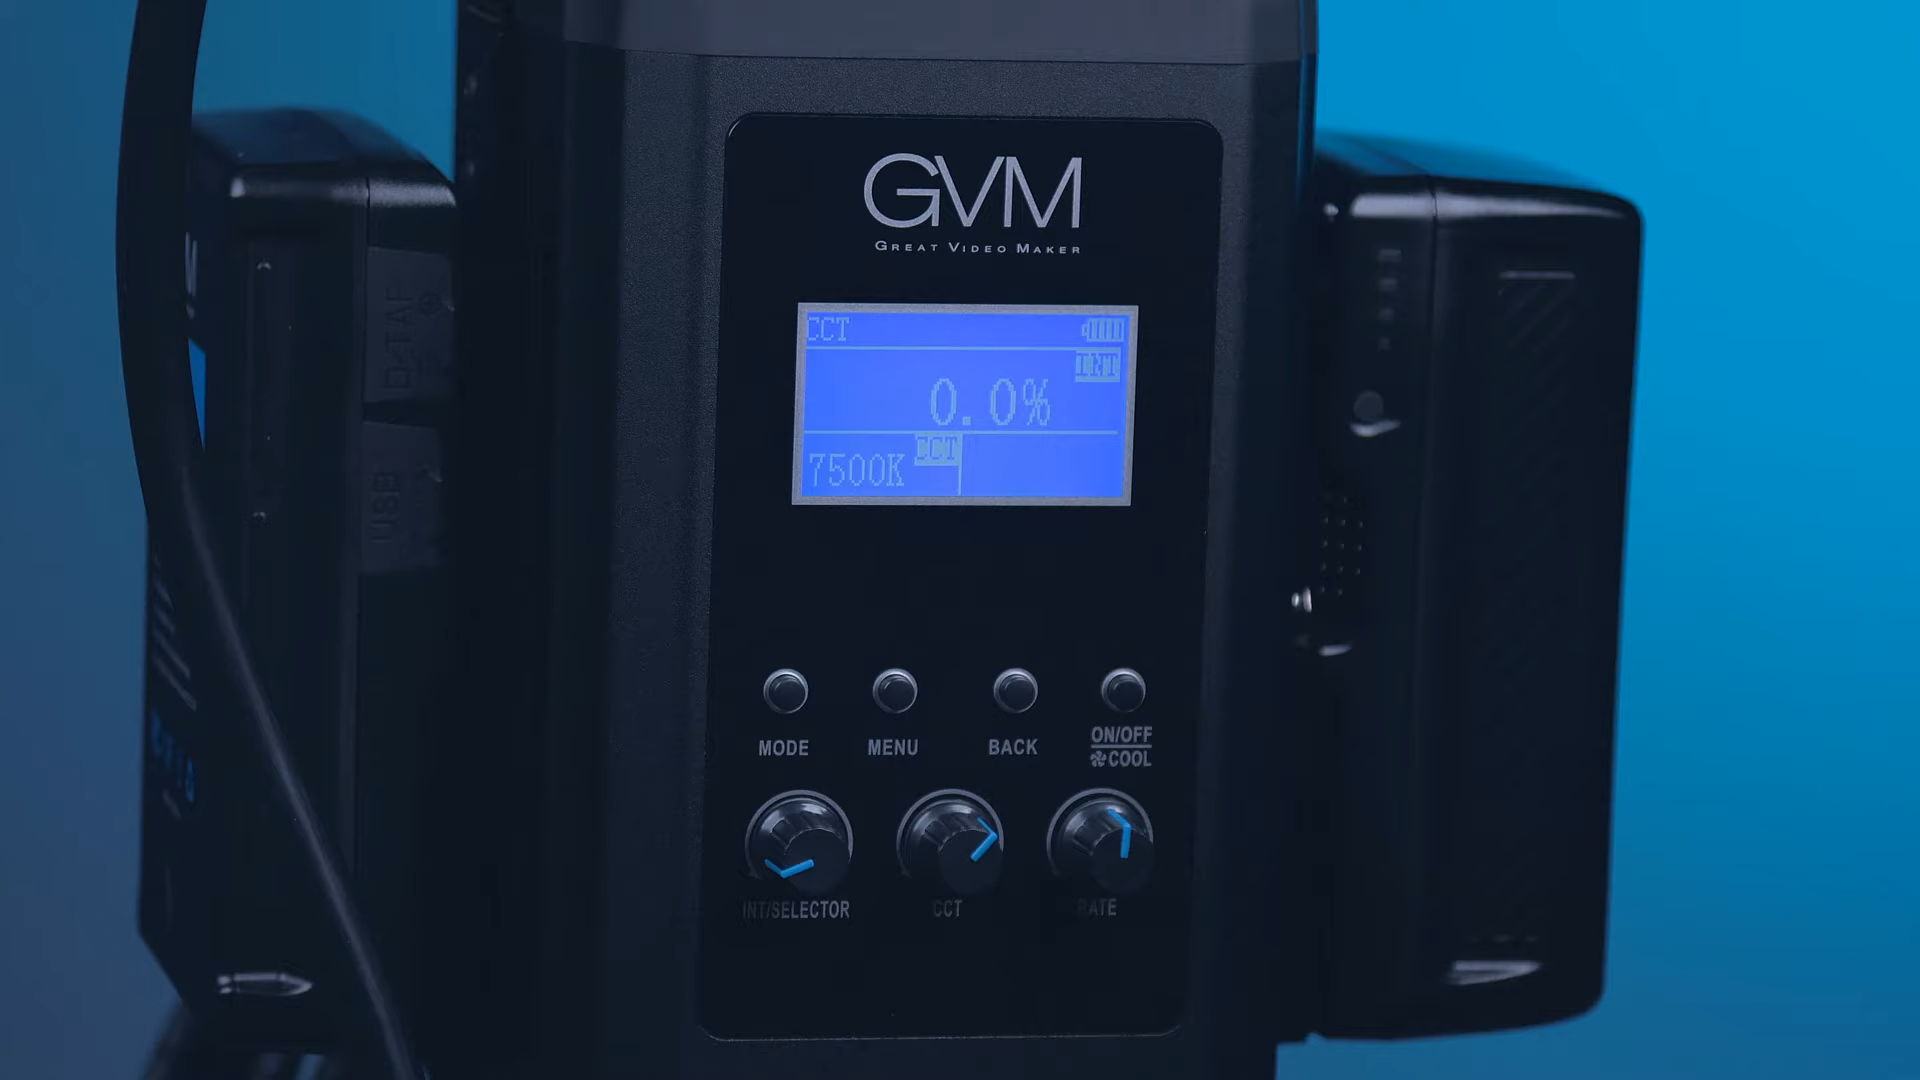 GVM
GREAT VIDEO MAKER
CCT
INT
0.0%
CCT
7500K
D-TAP
USB
MODE
MENU
BACK
ON/OFF
COOL
INT/SELECTOR
CCT
RATE